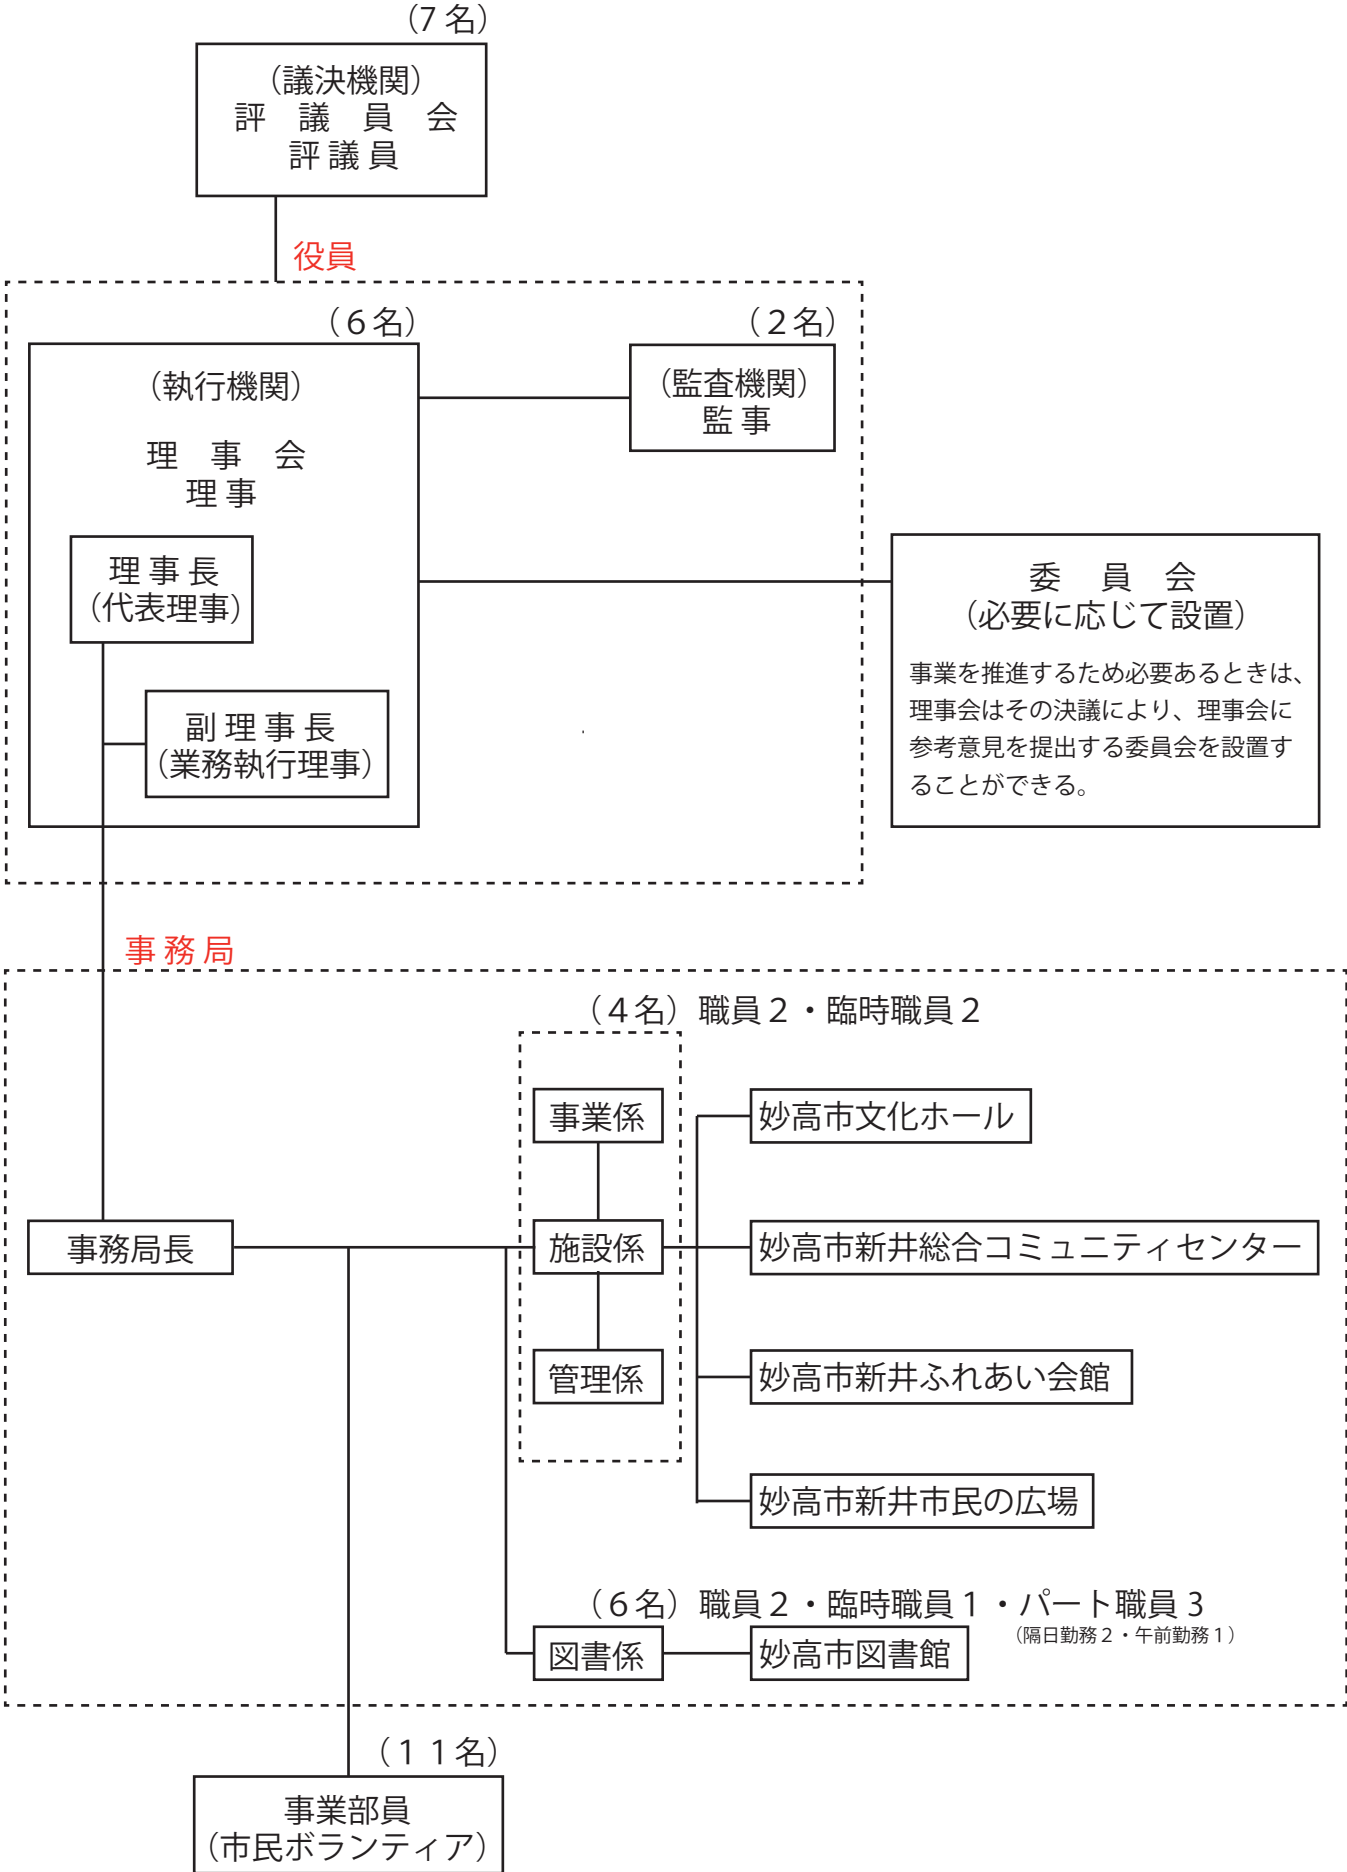 （7 名）
（議決機関）
評　議　員　会
評 議 員
役員
（６名）
（２名）
（執行機関）
理　事　会
理 事
（監査機関）
監 事
理 事 長
（代表理事）
副 理 事 長
（業務執行理事）
委　員　会
（必要に応じて設置）
事業を推進するため必要あるときは、
理事会はその決議により、理事会に
参考意見を提出する委員会を設置す
ることができる。
事 務 局
（４名）職員２・臨時職員２
事業係
妙高市文化ホール
事務局長
施設係
妙高市新井総合コミュニティセンター
管理係
妙高市新井ふれあい会館
妙高市新井市民の広場
（６名）職員２・臨時職員１・パート職員３
（隔日勤務２・午前勤務１）
図書係
妙高市図書館
（１１名）
事業部員
（市民ボランティア）